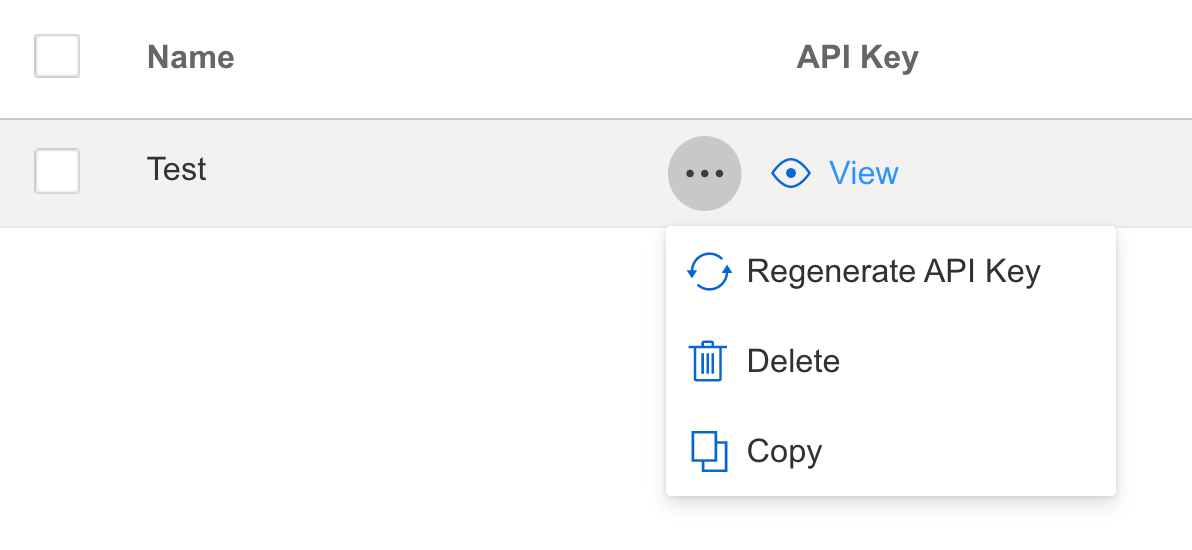 Name API Key
Test View
Regenerate API Key
Delete
Copy